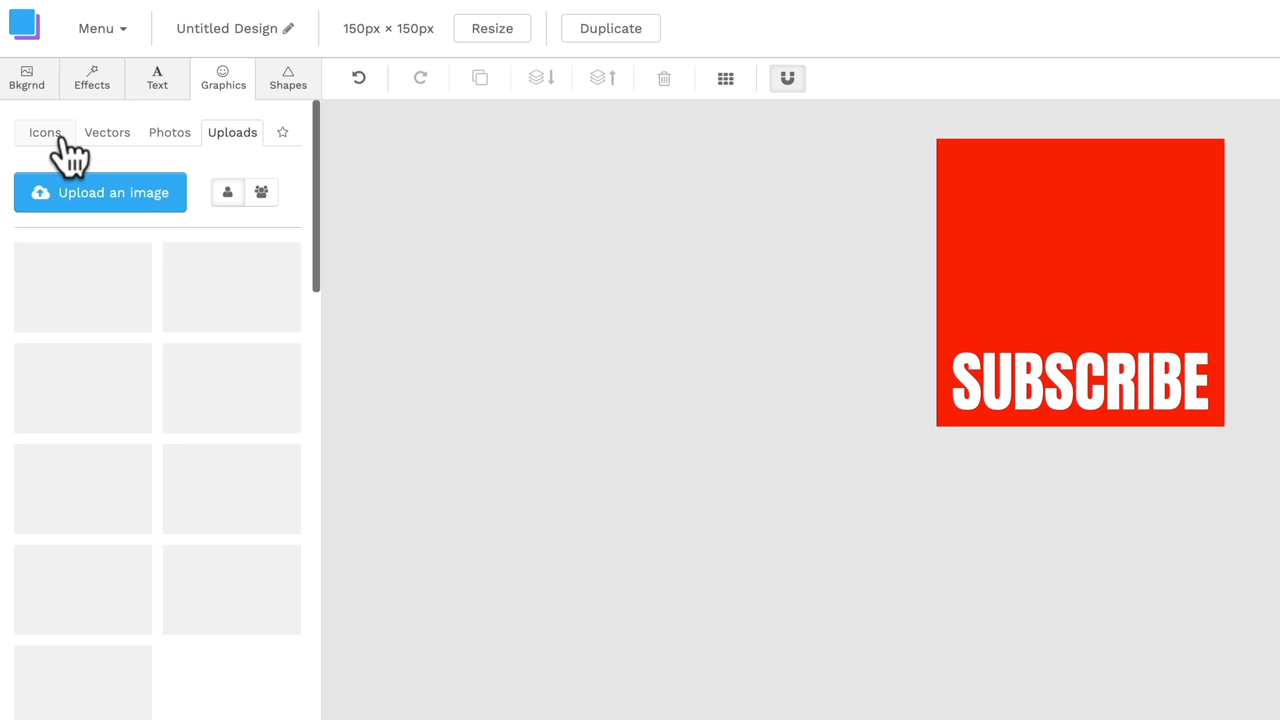 Menu
Untitled Design
150px × 150px
Resize
Duplicate
Bkgrnd
Effects
Text
Graphics
Shapes
Icons
Vectors
Photos
Uploads
Upload an image
SUBSCRIBE